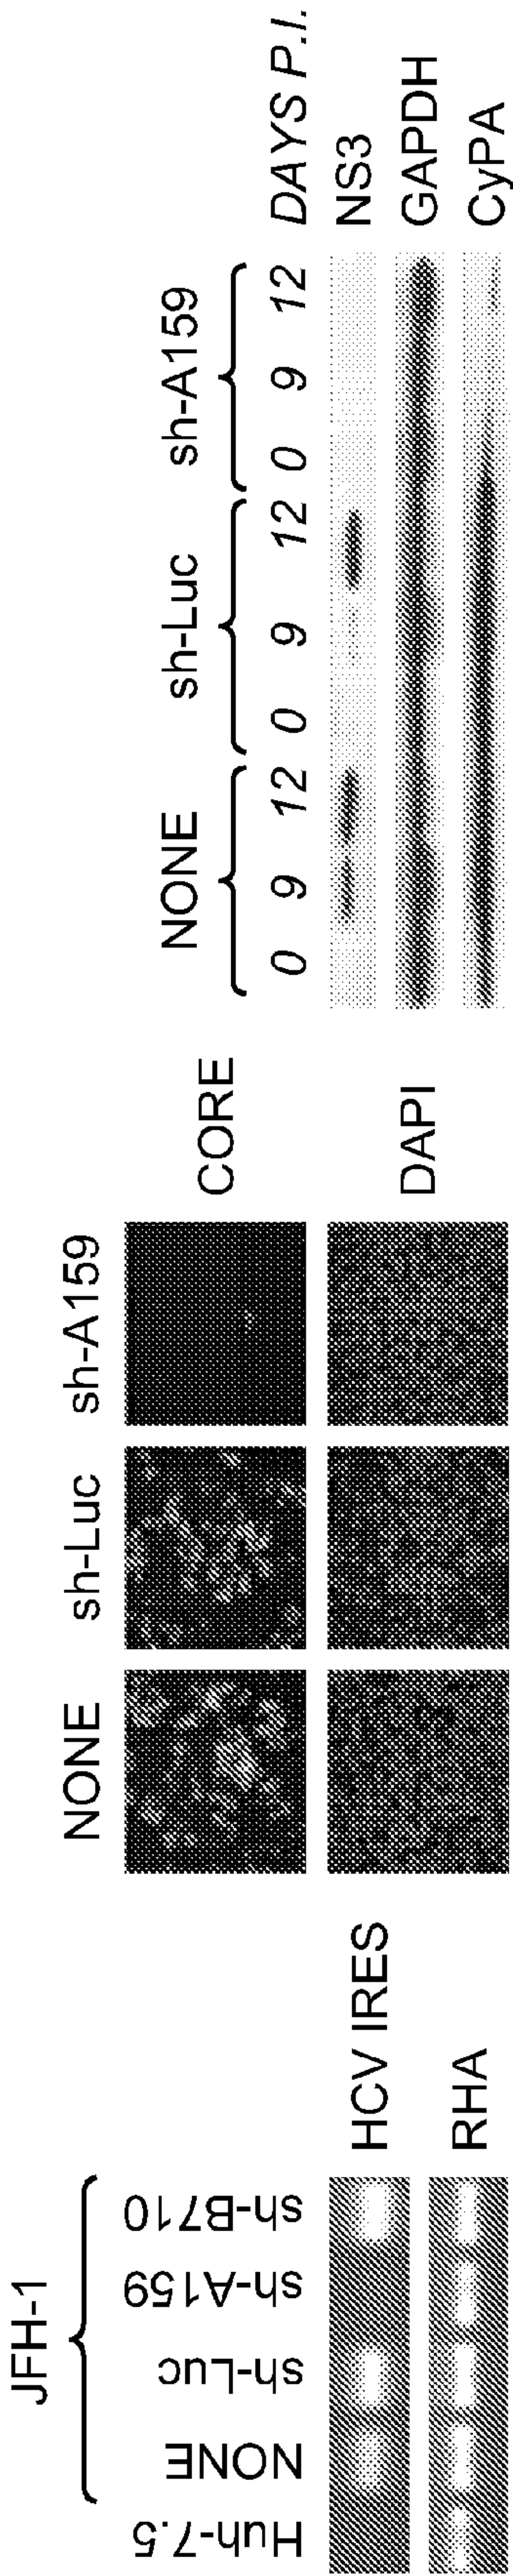 JFH-1
Huh-7.5
NONE
sh-Luc
sh-A159
sh-B710
HCV IRES
RHA
NONE
sh-Luc
sh-A159
CORE
DAPI
NONE
sh-Luc
sh-A159
0 9 12 0 9 12 0 9 12 DAYS P.I.
NS3
GAPDH
CyPA